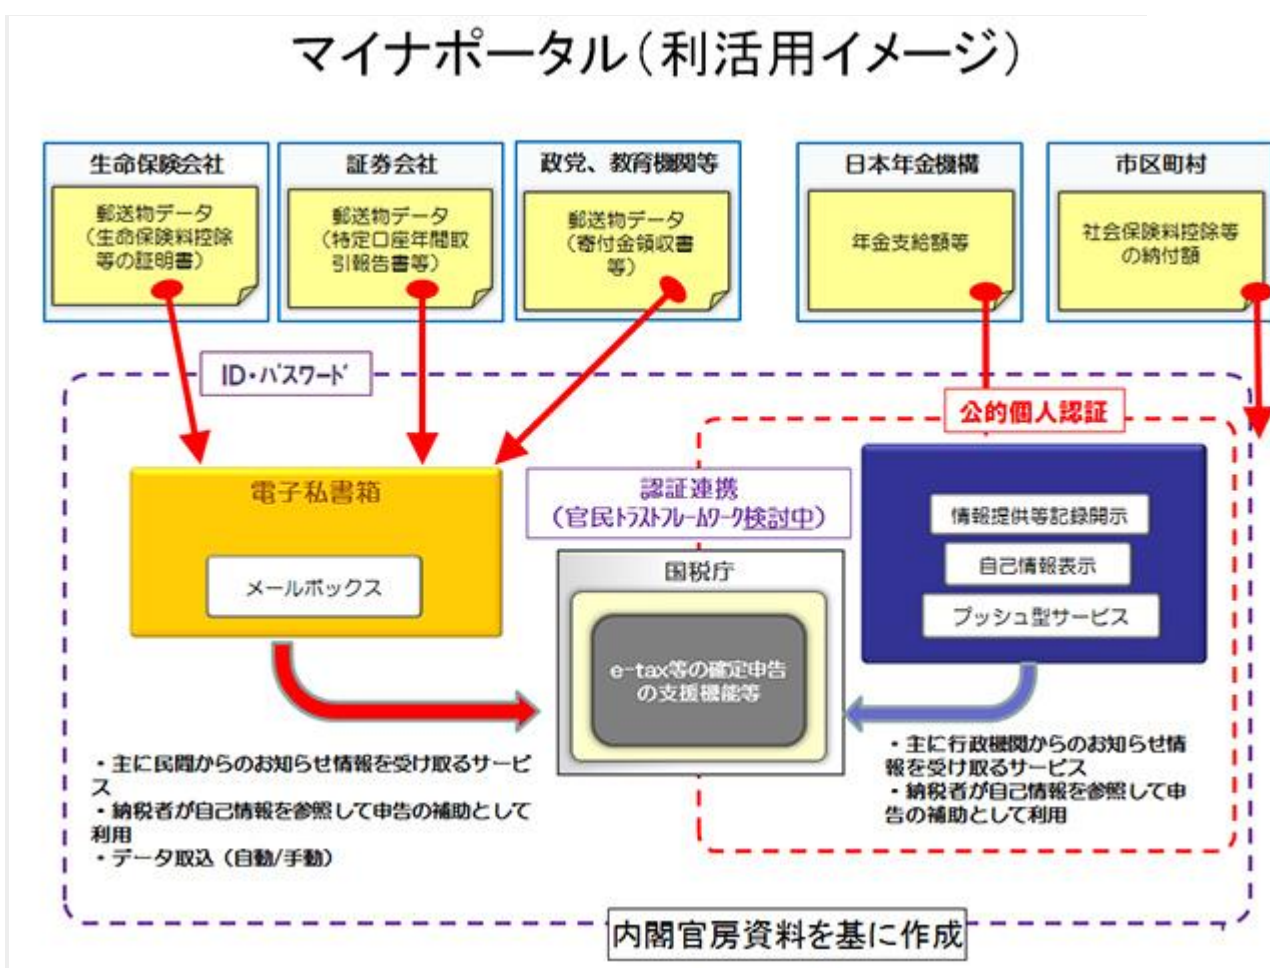 マイナポータル（利活用イメージ）
生命保険会社
郵送物データ
（生命保険料控除
等の証明書）
証券会社
郵送物データ
（特定口座年間取
引報告書等）
政党、教育機関等
郵送物データ
（寄付金領収書
等）
日本年金機構
年金支給額等
市区町村
社会保険料控除等
の納付額
ID・パスワード
公的個人認証
電子私書箱
メールボックス
認証連携
（官民トラストフレームワーク検討中）
情報提供等記録開示
自己情報表示
プッシュ型サービス
国税庁
e-tax等の確定申告
の支援機能等
・主に民間からのお知らせ情報を受け取るサービ
ス
・納税者が自己情報を参照して申告の補助として
利用
・データ取込（自動/手動）
・主に行政機関からのお知らせ情
報を受け取るサービス
・納税者が自己情報を参照して申
告の補助として利用
内閣官房資料を基に作成